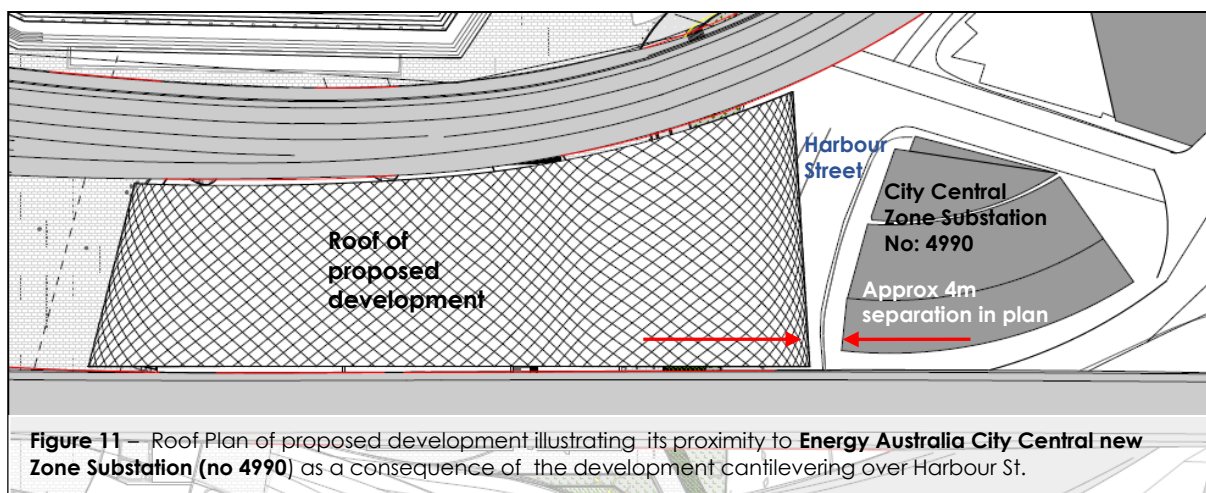 Harbour
Street
City Central
Zone Substation
No: 4990
Roof of
proposed
development
Approx 4m
separation in plan
Figure 11 – Roof Plan of proposed development illustrating its proximity to Energy Australia City Central new
Zone Substation (no 4990) as a consequence of the development cantilevering over Harbour St.